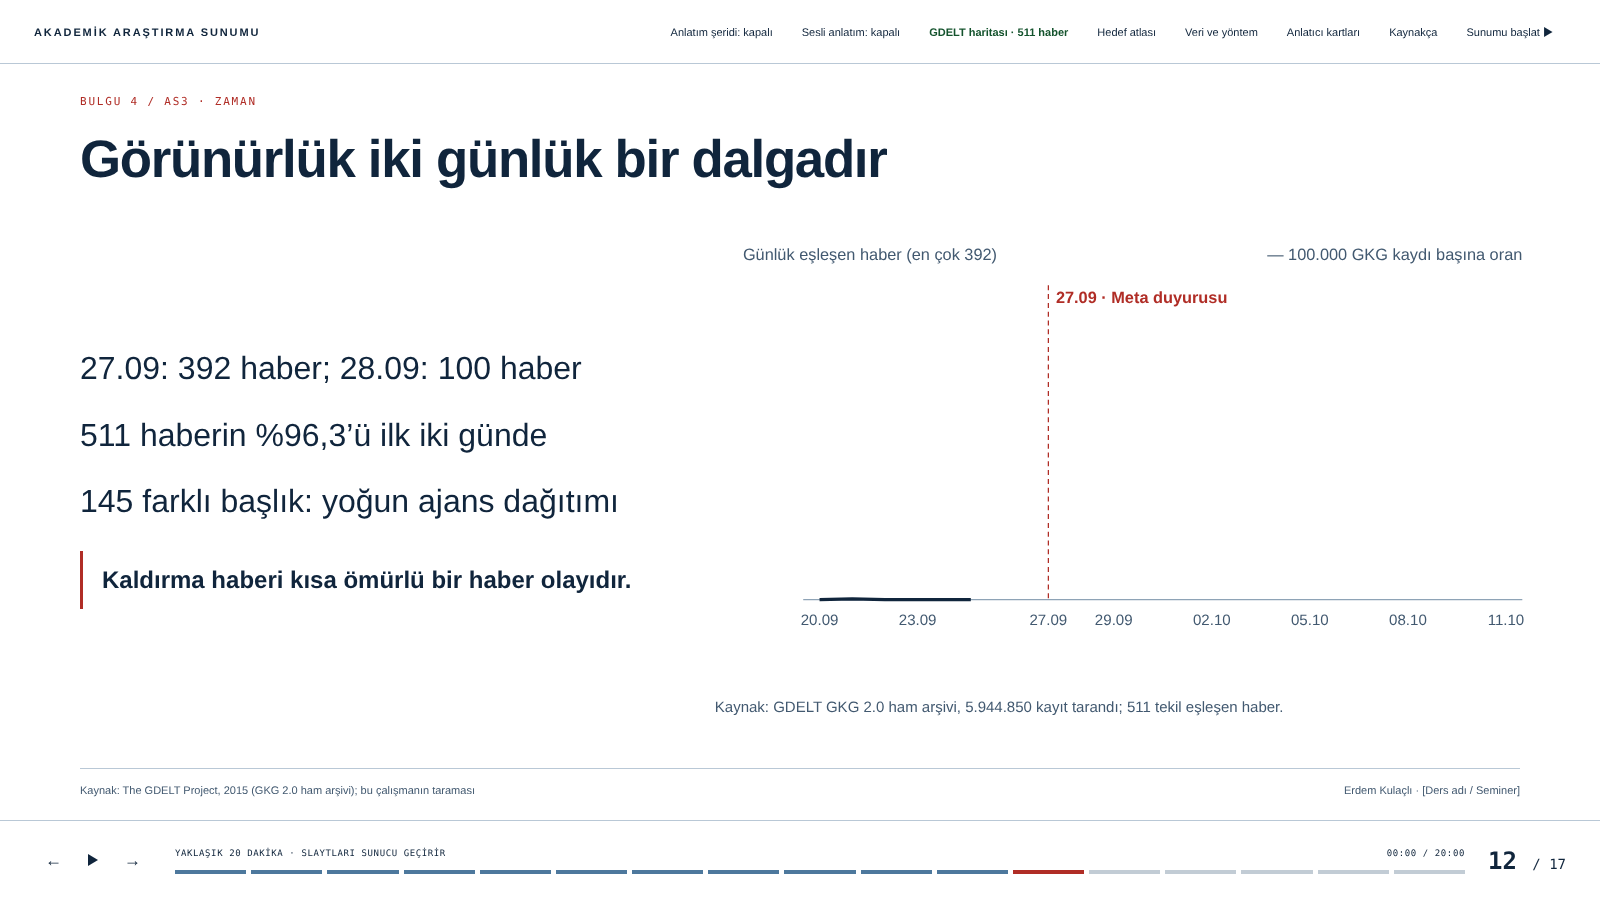 AKADEMİK ARAŞTIRMA SUNUMU
Anlatım şeridi: kapalı
Sesli anlatım: kapalı
GDELT haritası · 511 haber
Hedef atlası
Veri ve yöntem
Anlatıcı kartları
Kaynakça
Sunumu başlat ▶
BULGU 4 / AS3 · ZAMAN
Görünürlük iki günlük bir dalgadır
27.09: 392 haber; 28.09: 100 haber
511 haberin %96,3’ü ilk iki günde
145 farklı başlık: yoğun ajans dağıtımı
Kaldırma haberi kısa ömürlü bir haber olayıdır.
Günlük eşleşen haber (en çok 392)
— 100.000 GKG kaydı başına oran
27.09 · Meta duyurusu
20.09 23.09 27.09 29.09 02.10 05.10 08.10 11.10
Kaynak: GDELT GKG 2.0 ham arşivi, 5.944.850 kayıt tarandı; 511 tekil eşleşen haber.
Kaynak: The GDELT Project, 2015 (GKG 2.0 ham arşivi); bu çalışmanın taraması
Erdem Kulaçlı · [Ders adı / Seminer]
← ▶ →
YAKLAŞIK 20 DAKİKA · SLAYTLARI SUNUCU GEÇİRİR
00:00 / 20:00
12 / 17